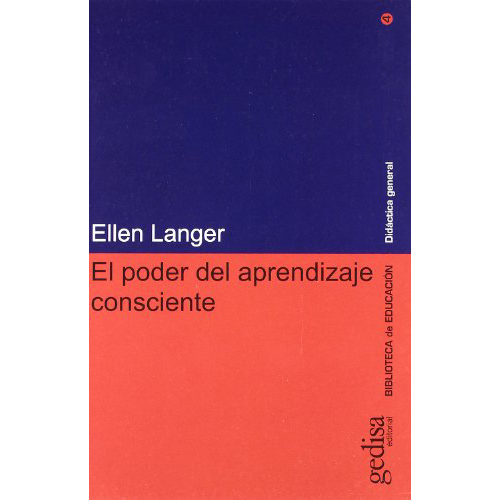 4
Didáctica general
Ellen Langer
El poder del aprendizaje
consciente
BIBLIOTECA de EDUCACIÓN
gedisa
editorial